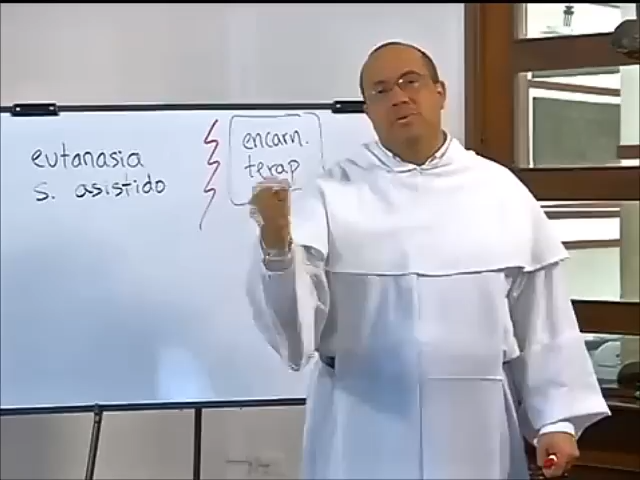 eutanasia
s. asistido
encarn.
terap